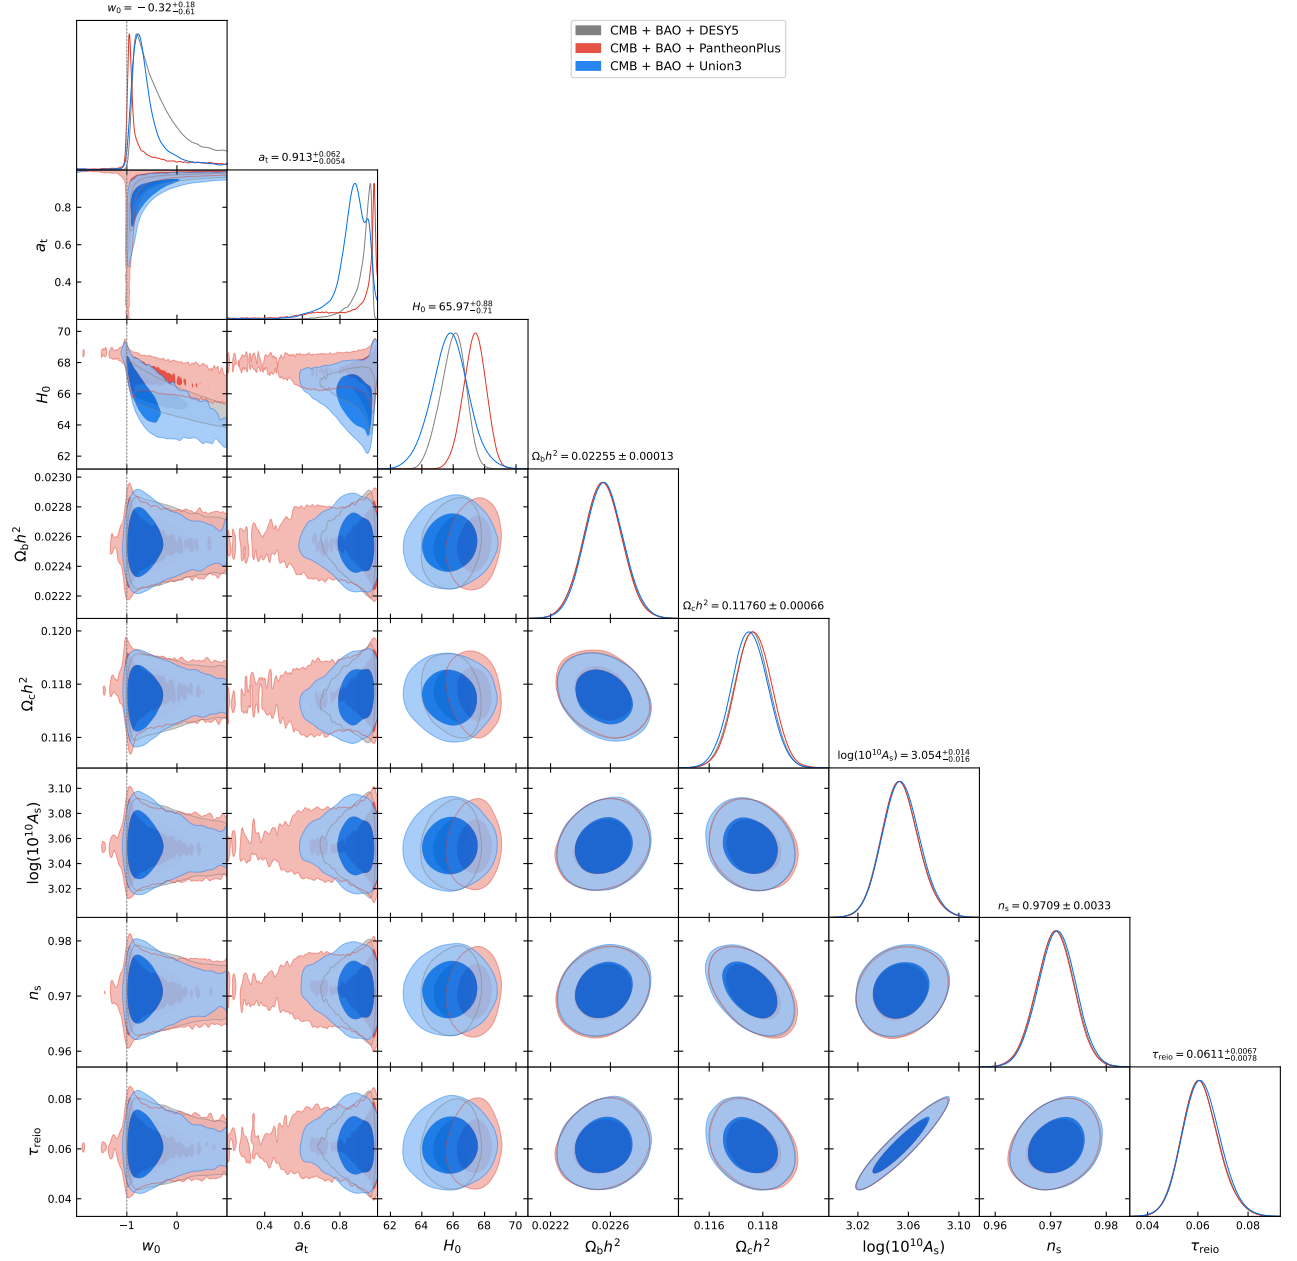 w₀ = −0.32 +0.18 −0.61
CMB + BAO + DESY5
CMB + BAO + PantheonPlus
CMB + BAO + Union3
aₜ = 0.913 +0.062 −0.0054
0.8
0.6
0.4
aₜ
H₀ = 65.97 +0.88 −0.71
70
68
66
64
62
H₀
Ω_b h² = 0.02255 ± 0.00013
0.0230
0.0228
0.0226
0.0224
0.0222
Ω_b h²
Ω_c h² = 0.11760 ± 0.00066
0.120
0.118
0.116
Ω_c h²
log(10¹⁰A_s) = 3.054 +0.014 −0.016
3.10
3.08
3.06
3.04
3.02
log(10¹⁰A_s)
n_s = 0.9709 ± 0.0033
0.98
0.97
0.96
n_s
τ_reio = 0.0611 +0.0067 −0.0078
0.08
0.06
0.04
τ_reio
−1 0 0.4 0.6 0.8 62 64 66 68 70 0.0222 0.0226 0.116 0.118 3.02 3.06 3.10 0.96 0.97 0.98 0.04 0.06 0.08
w₀ aₜ H₀ Ω_b h² Ω_c h² log(10¹⁰A_s) n_s τ_reio